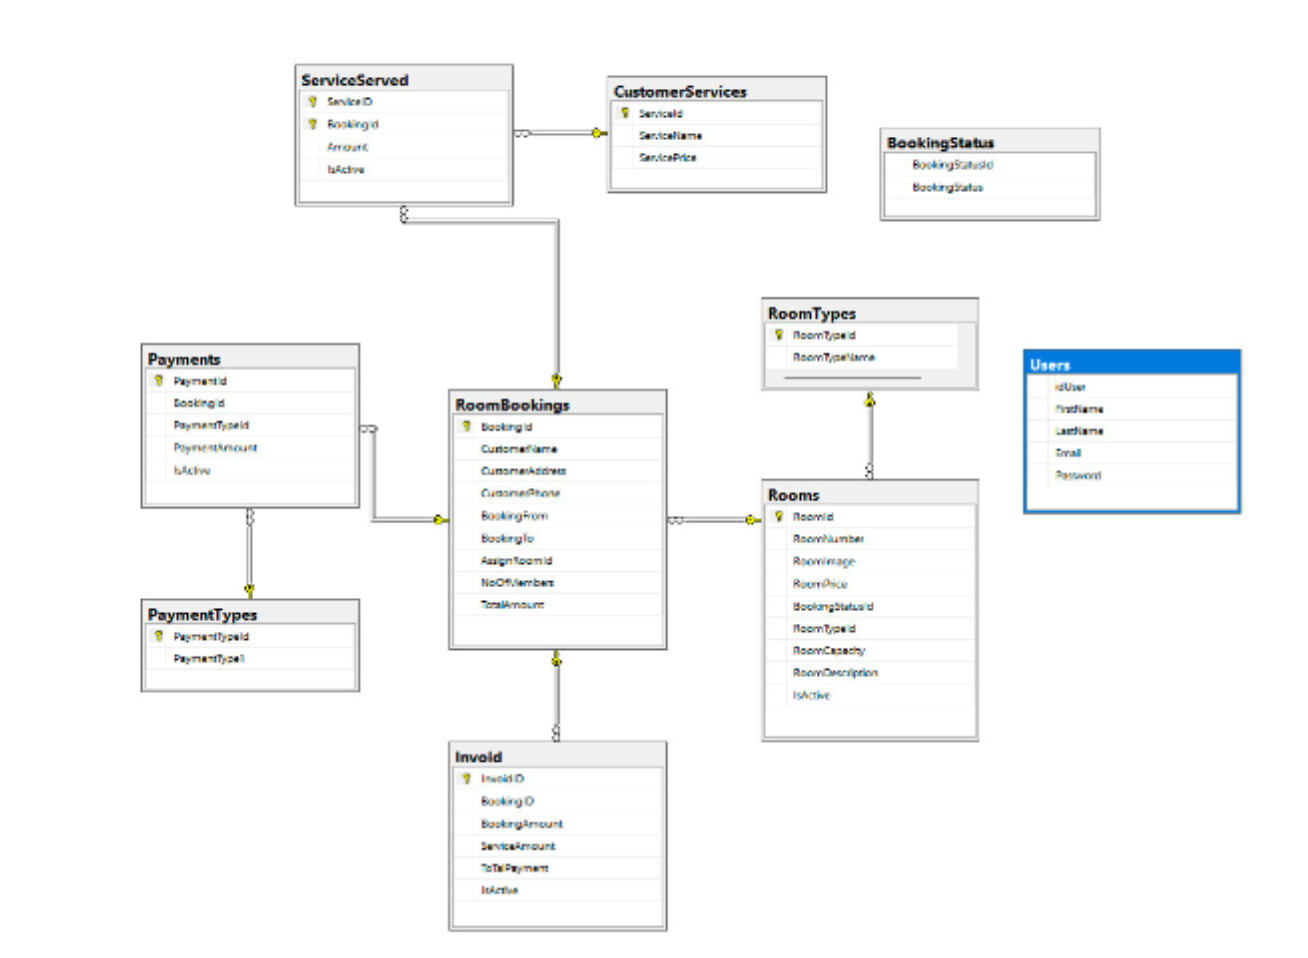 ServiceServed
ServiceID
BookingId
Amount
IsActive
CustomerServices
ServiceId
ServiceName
ServicePrice
BookingStatus
BookingStatusId
BookingStatus
RoomTypes
RoomTypeId
RoomTypeName
Users
idUser
FirstName
LastName
Email
Password
Payments
PaymentId
BookingId
PaymentTypeId
PaymentAmount
IsActive
RoomBookings
BookingId
CustomerName
CustomerAddress
CustomerPhone
BookingFrom
BookingTo
AssignRoomId
NoOfMembers
TotalAmount
Rooms
RoomId
RoomNumber
RoomImage
RoomPrice
BookingStatusId
RoomTypeId
RoomCapacity
RoomDescription
IsActive
PaymentTypes
PaymentTypeId
PaymentType1
Invoid
InvoidID
BookingID
BookingAmount
ServiceAmount
ToTalPayment
IsActive